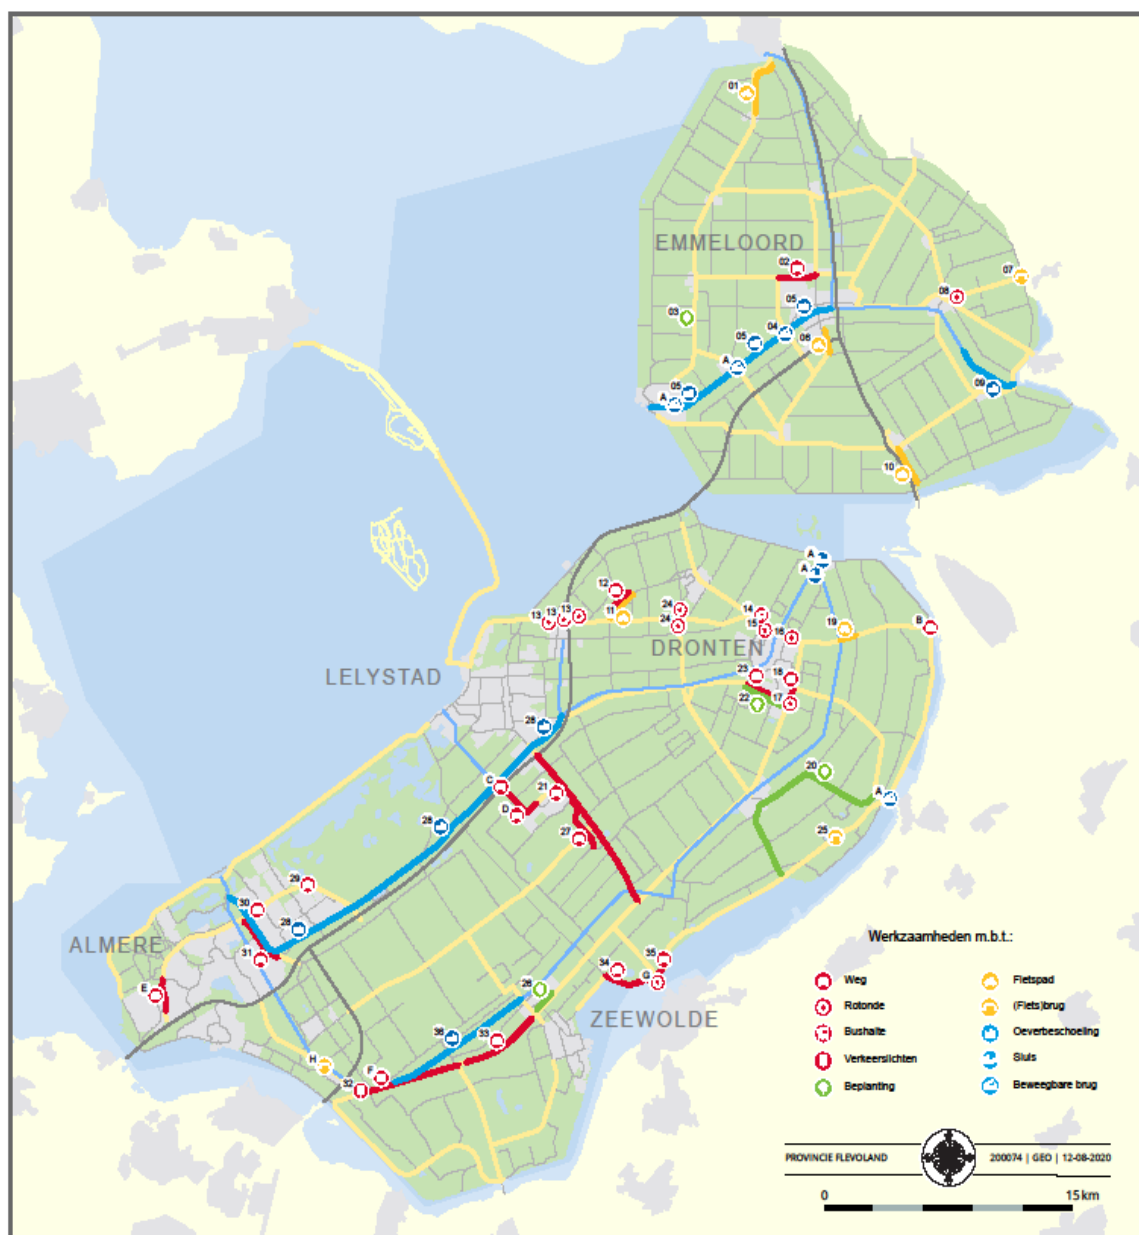 01
EMMELOORD
02
07
08
03
05
04
05
06
A
05
A
09
10
A
A
12
11
13
13
13
24
24
14
15
16
19
B
DRONTEN
LELYSTAD
23
18
22
17
28
20
C
21
A
D
28
27
25
29
30
28
ALMERE
31
E
34
35
G
26
ZEEWOLDE
36
33
H
F
32
Werkzaamheden m.b.t.:
Weg
Rotonde
Bushalte
Verkeerslichten
Beplanting
Fietspad
(Fiets)brug
Oeverbeschoeiing
Sluis
Beweegbare brug
PROVINCIE FLEVOLAND
200074 | GEO | 12-08-2020
0 15 km